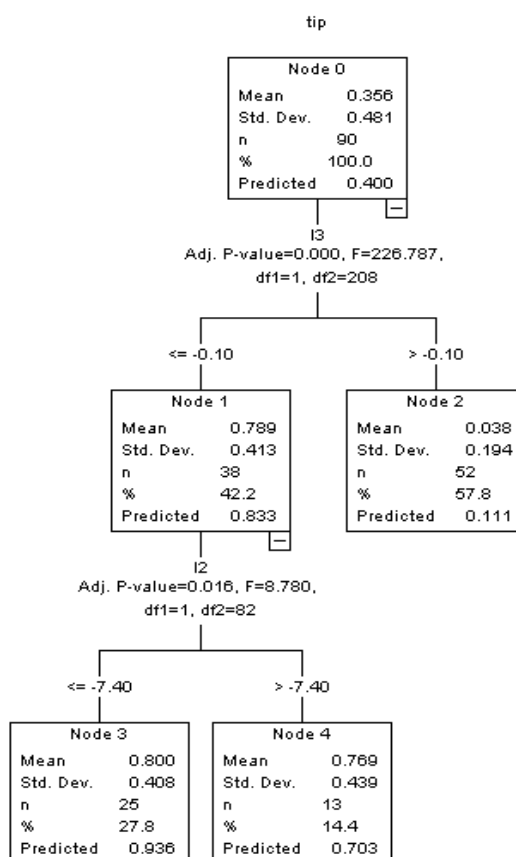 tip
Node 0
Mean 0.356
Std. Dev. 0.481
n 90
% 100.0
Predicted 0.400
I3
Adj. P-value=0.000, F=226.787,
df1=1, df2=208
<= -0.10
> -0.10
Node 1
Mean 0.789
Std. Dev. 0.413
n 38
% 42.2
Predicted 0.833
Node 2
Mean 0.038
Std. Dev. 0.194
n 52
% 57.8
Predicted 0.111
I2
Adj. P-value=0.016, F=8.780,
df1=1, df2=82
<= -7.40
> -7.40
Node 3
Mean 0.800
Std. Dev. 0.408
n 25
% 27.8
Predicted 0.936
Node 4
Mean 0.769
Std. Dev. 0.439
n 13
% 14.4
Predicted 0.703